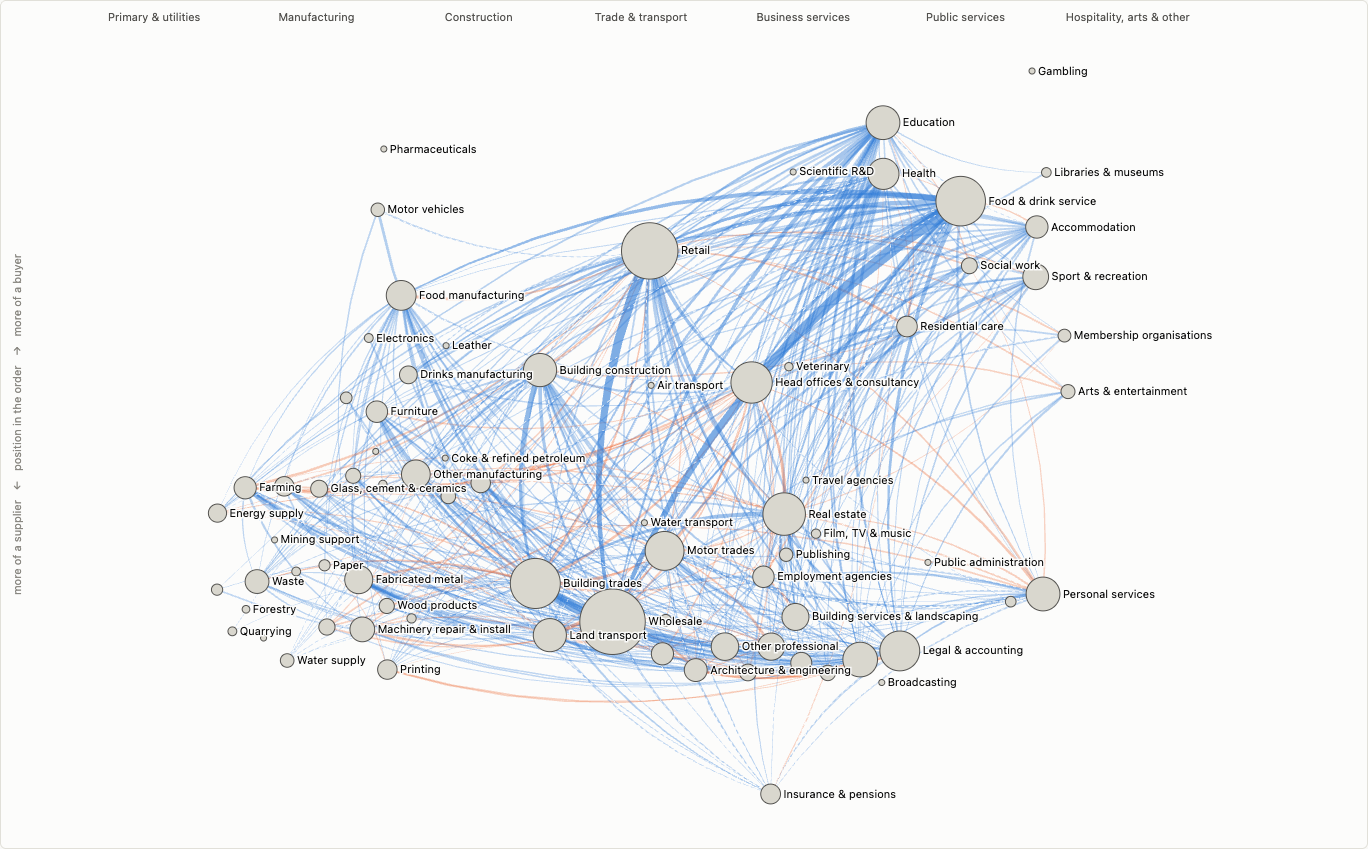 Primary & utilities
Manufacturing
Construction
Trade & transport
Business services
Public services
Hospitality, arts & other
more of a supplier ← position in the order → more of a buyer
Gambling
Education
Pharmaceuticals
Scientific R&D
Health
Libraries & museums
Food & drink service
Motor vehicles
Accommodation
Retail
Social work
Sport & recreation
Food manufacturing
Residential care
Electronics
Leather
Membership organisations
Building construction
Veterinary
Drinks manufacturing
Air transport
Head offices & consultancy
Arts & entertainment
Furniture
Coke & refined petroleum
Other manufacturing
Travel agencies
Farming
Glass, cement & ceramics
Energy supply
Real estate
Water transport
Film, TV & music
Mining support
Motor trades
Publishing
Paper
Public administration
Waste
Fabricated metal
Building trades
Employment agencies
Personal services
Forestry
Wood products
Building services & landscaping
Wholesale
Quarrying
Machinery repair & install
Land transport
Other professional
Legal & accounting
Water supply
Printing
Architecture & engineering
Broadcasting
Insurance & pensions